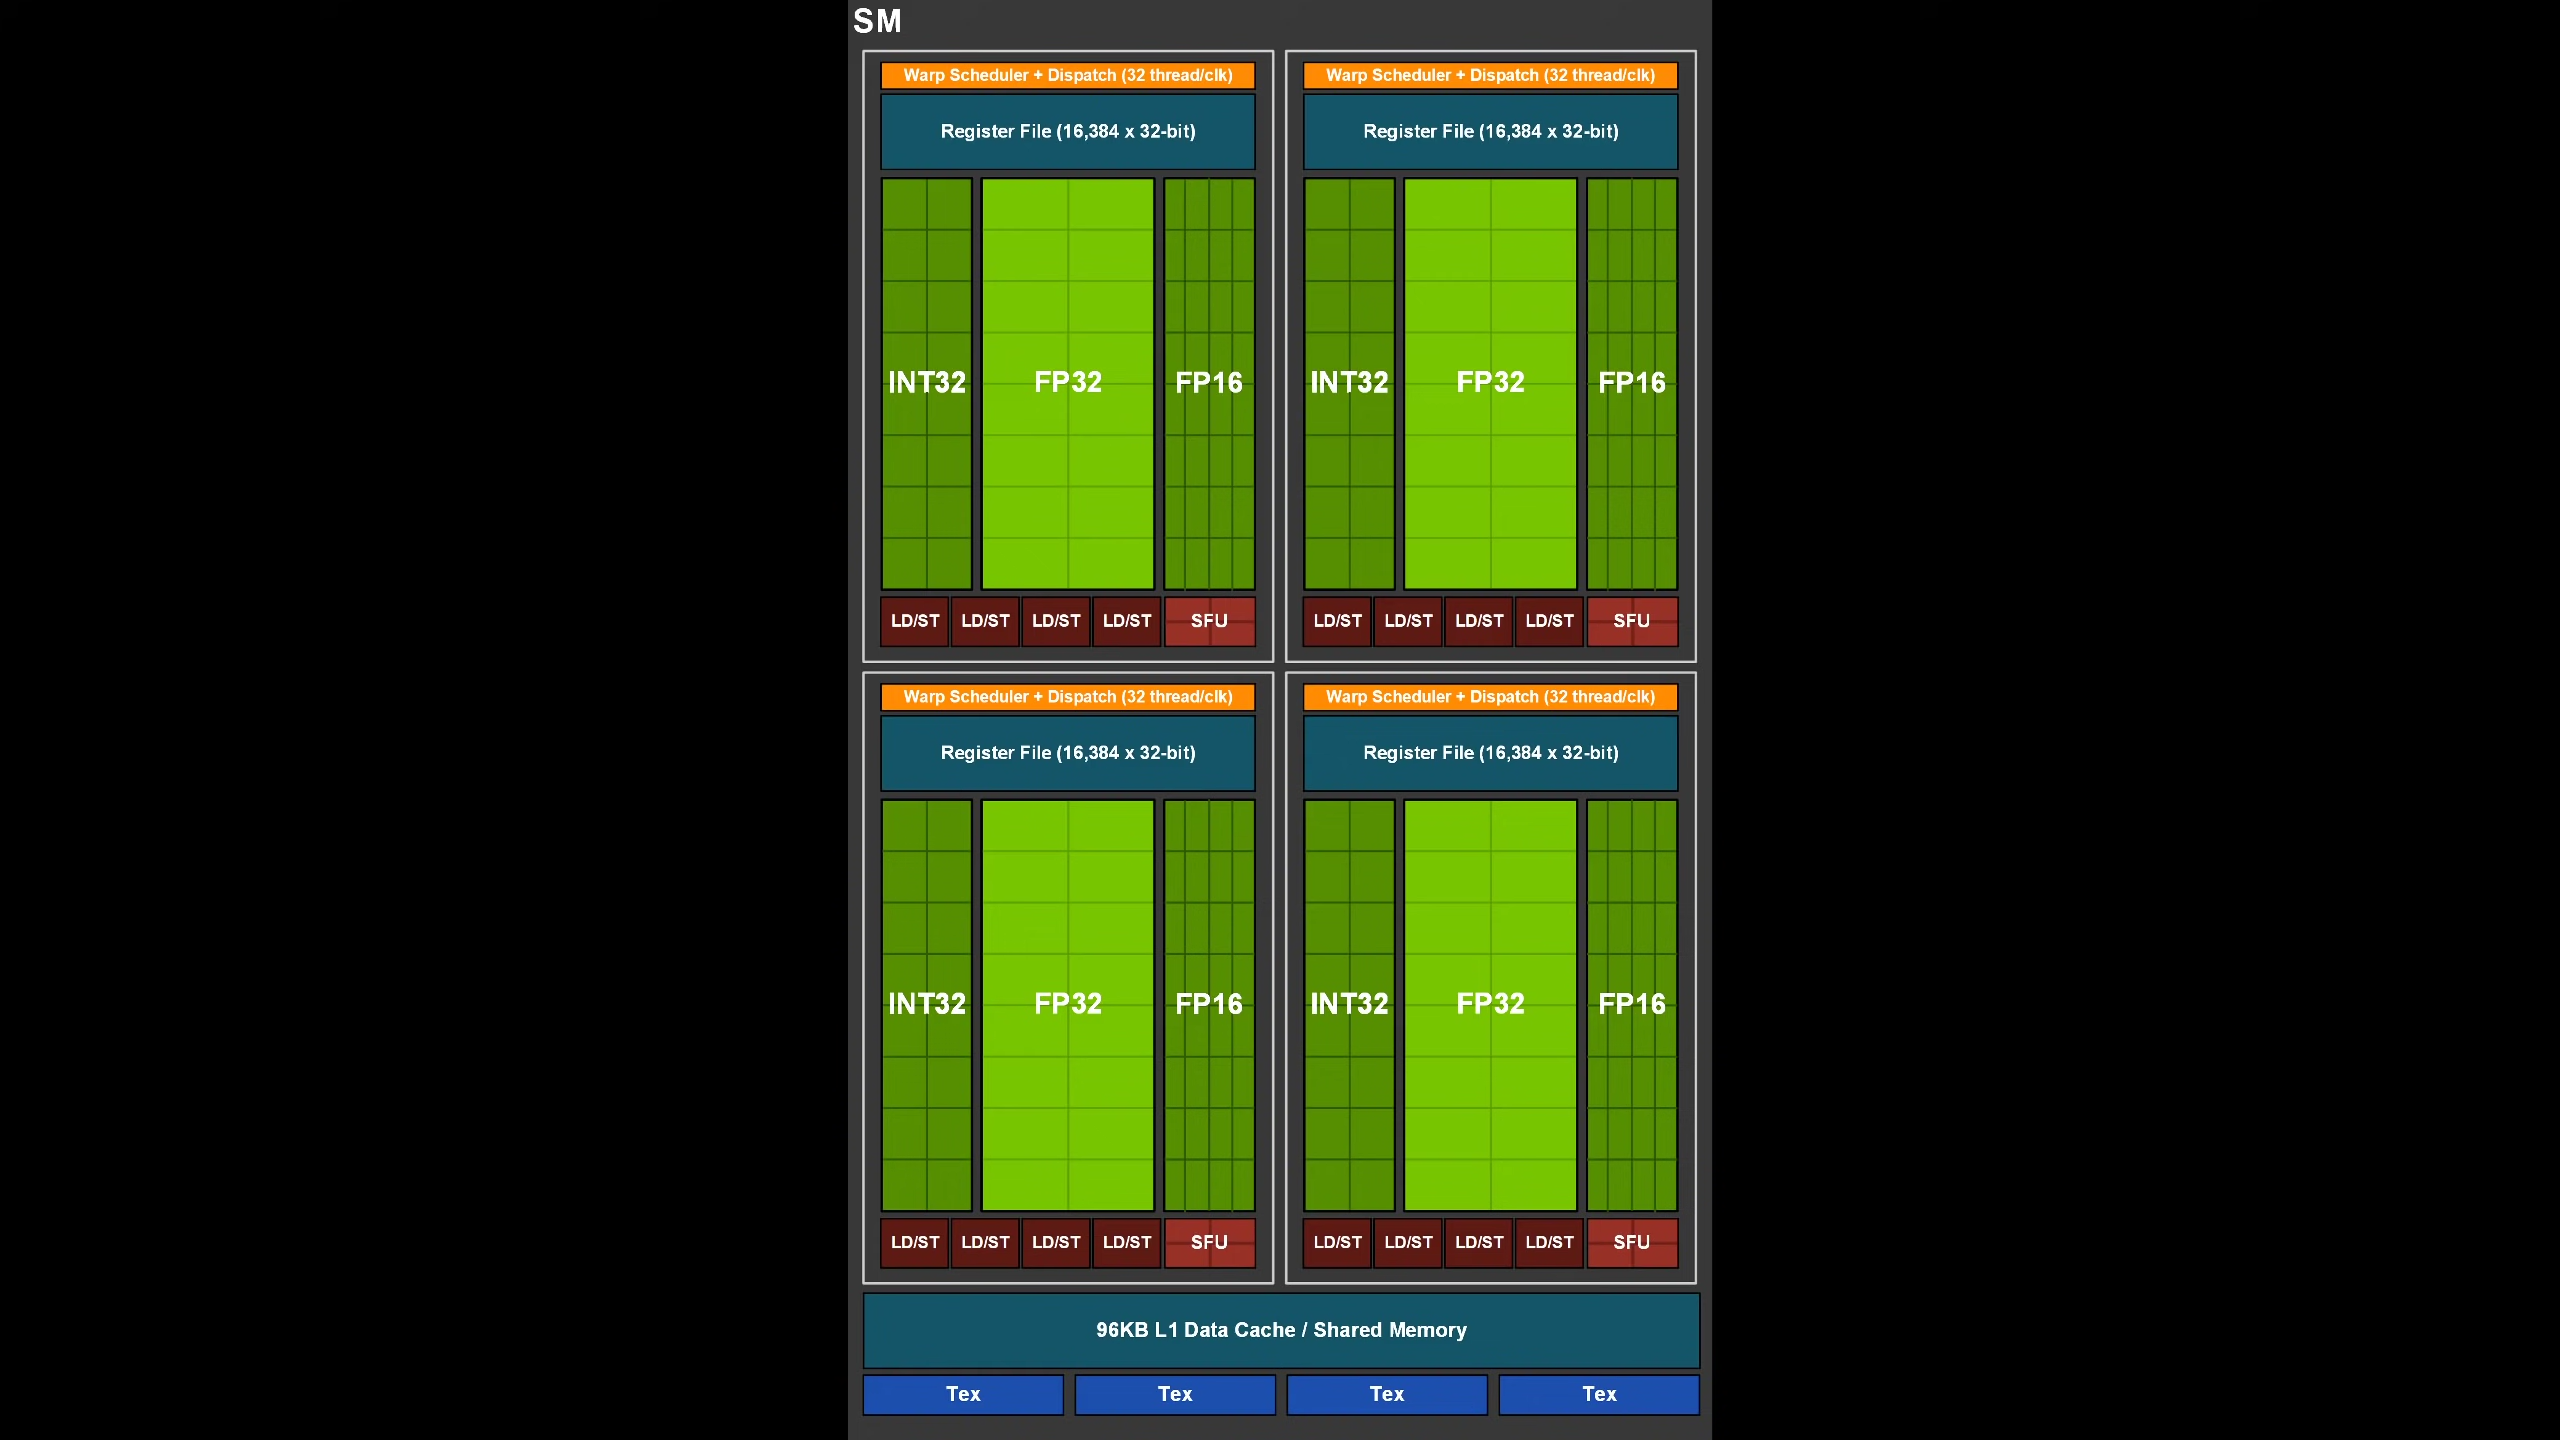 SM
Warp Scheduler + Dispatch (32 thread/clk)
Register File (16,384 x 32-bit)
INT32 FP32 FP16
LD/ST LD/ST LD/ST LD/ST SFU
Warp Scheduler + Dispatch (32 thread/clk)
Register File (16,384 x 32-bit)
INT32 FP32 FP16
LD/ST LD/ST LD/ST LD/ST SFU
Warp Scheduler + Dispatch (32 thread/clk)
Register File (16,384 x 32-bit)
INT32 FP32 FP16
LD/ST LD/ST LD/ST LD/ST SFU
Warp Scheduler + Dispatch (32 thread/clk)
Register File (16,384 x 32-bit)
INT32 FP32 FP16
LD/ST LD/ST LD/ST LD/ST SFU
96KB L1 Data Cache / Shared Memory
Tex Tex Tex Tex